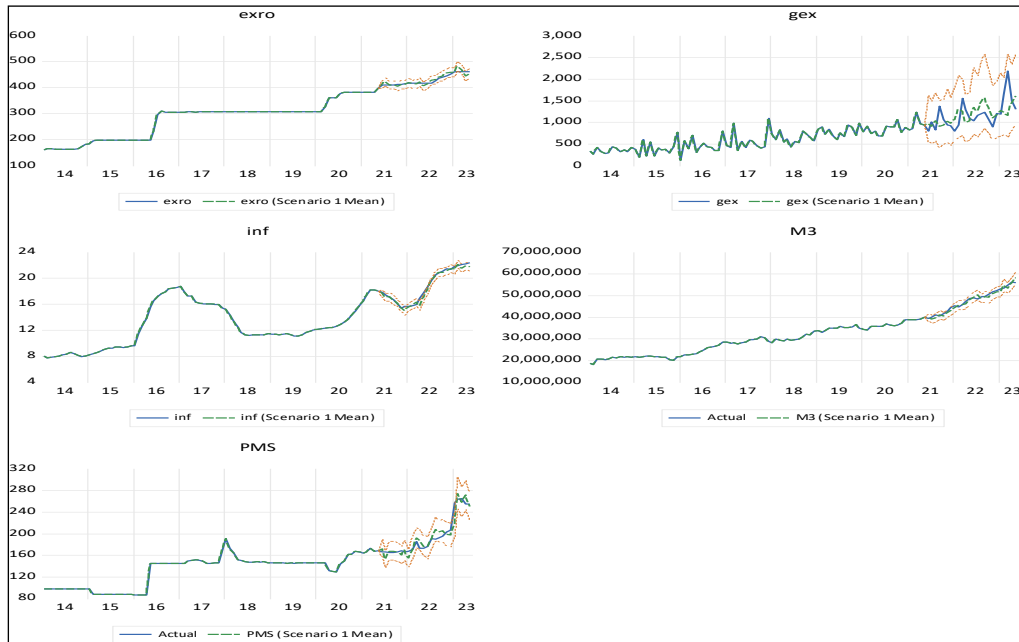 exro
600
500
400
300
200
100
14 15 16 17 18 19 20 21 22 23
exro exro (Scenario 1 Mean)
gex
3,000
2,500
2,000
1,500
1,000
500
0
14 15 16 17 18 19 20 21 22 23
gex gex (Scenario 1 Mean)
inf
24
20
16
12
8
4
14 15 16 17 18 19 20 21 22 23
inf inf (Scenario 1 Mean)
M3
70,000,000
60,000,000
50,000,000
40,000,000
30,000,000
20,000,000
10,000,000
14 15 16 17 18 19 20 21 22 23
Actual M3 (Scenario 1 Mean)
PMS
320
280
240
200
160
120
80
14 15 16 17 18 19 20 21 22 23
Actual PMS (Scenario 1 Mean)